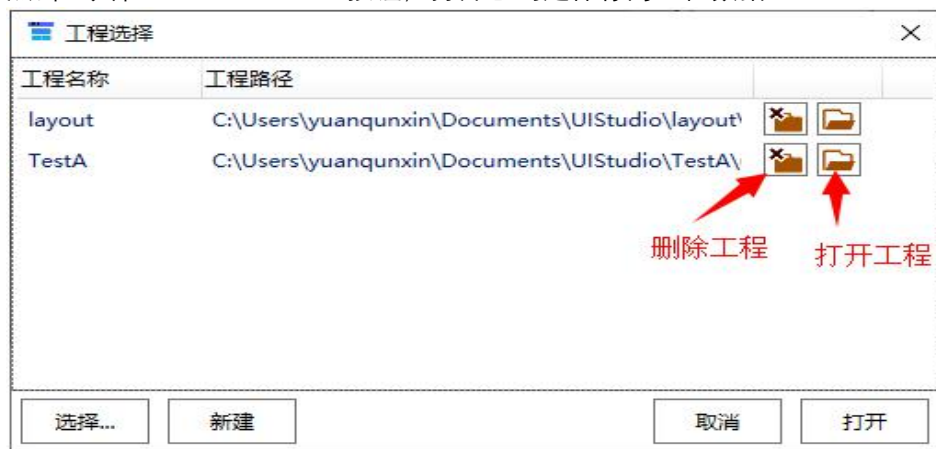 工程选择
工程名称 工程路径
layout C:\Users\yuanqunxin\Documents\UIStudio\layout\
TestA C:\Users\yuanqunxin\Documents\UIStudio\TestA\
删除工程 打开工程
选择... 新建 取消 打开